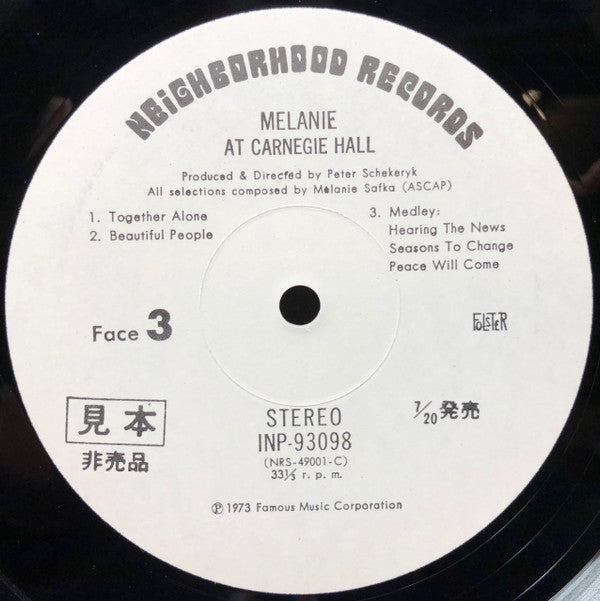 NEIGHBORHOOD RECORDS
MELANIE
AT CARNEGIE HALL
Produced & Directed by Peter Schekeryk
All selections composed by Melanie Safka (ASCAP)
1. Together Alone
2. Beautiful People
3. Medley:
Hearing The News
Seasons To Change
Peace Will Come
Face 3
FOLSTER
見本
非売品
STEREO
INP-93098
(NRS-49001-C)
33⅓ r. p. m.
7/20発売
Ⓟ 1973 Famous Music Corporation